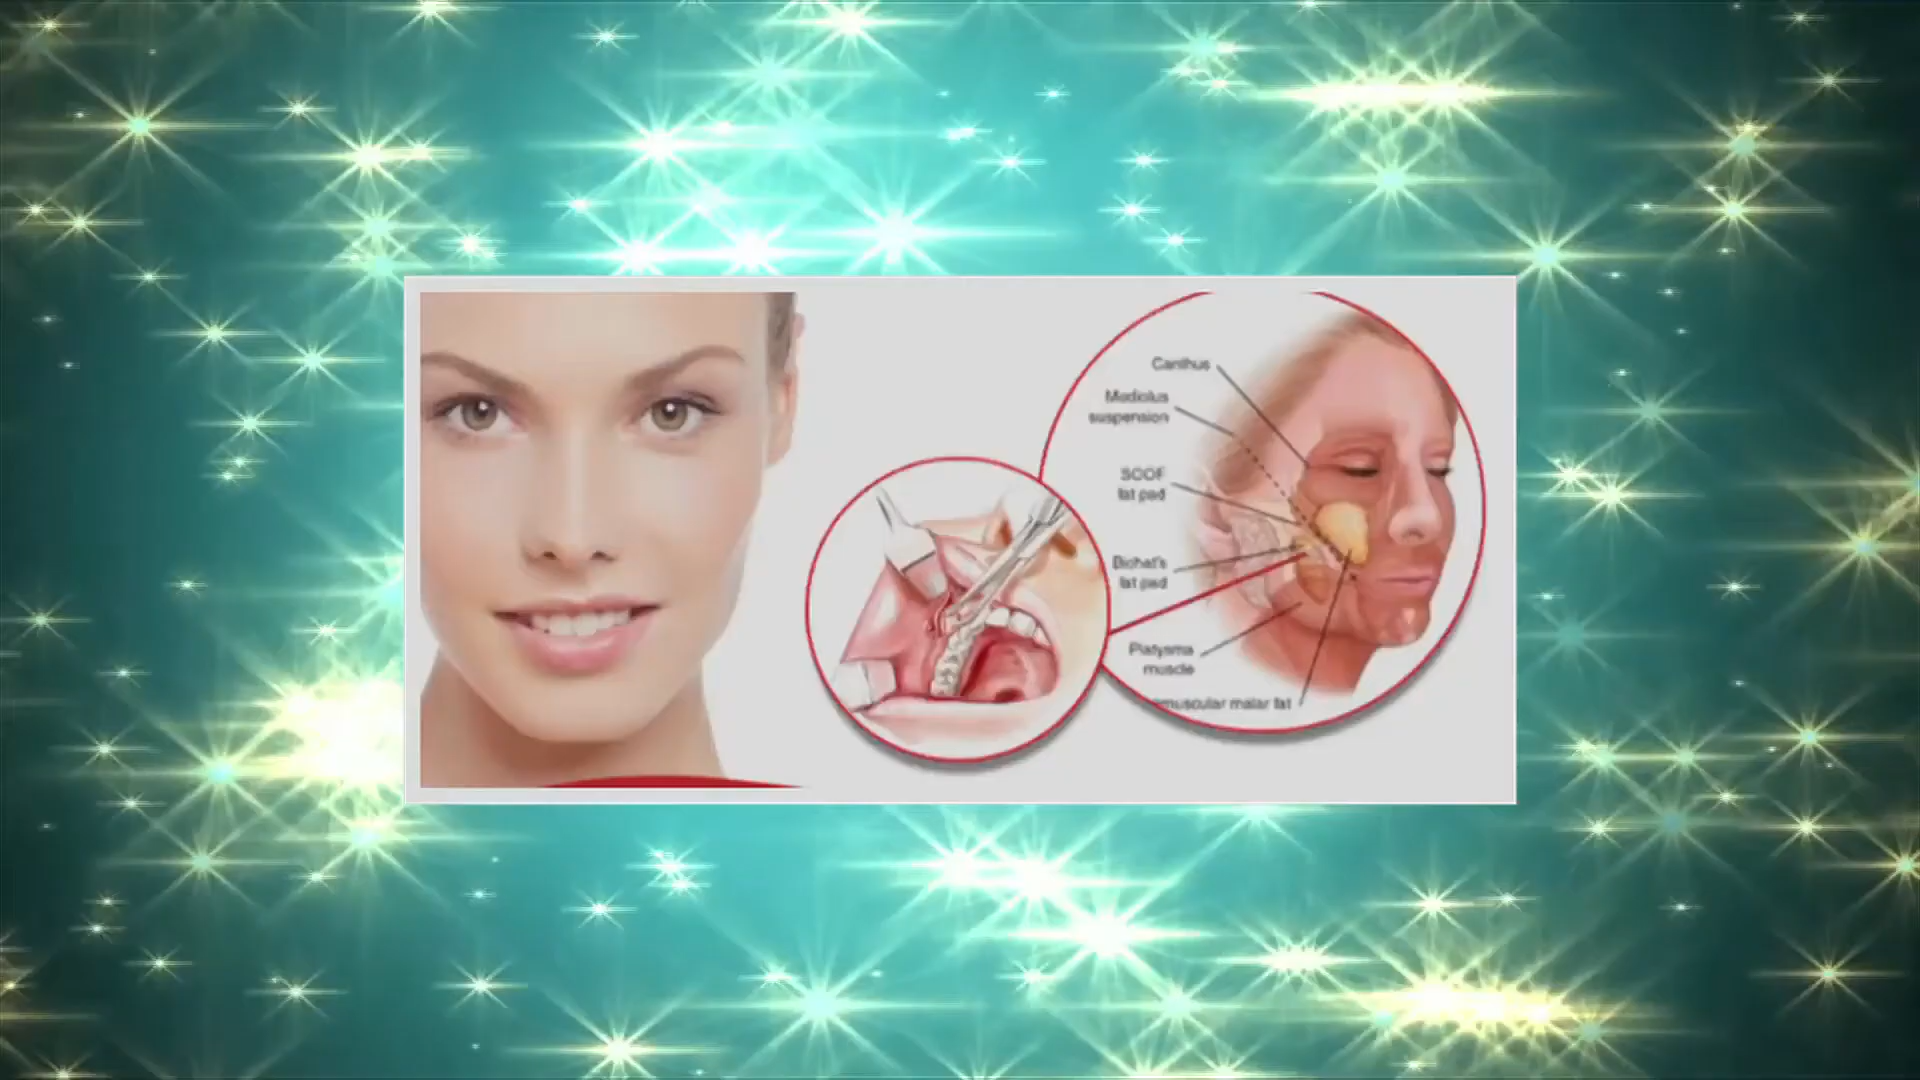 Canthus
Modiolus
suspension
SOOF
fat pad
Bichat's
fat pad
Platysma
muscle
muscular malar fat